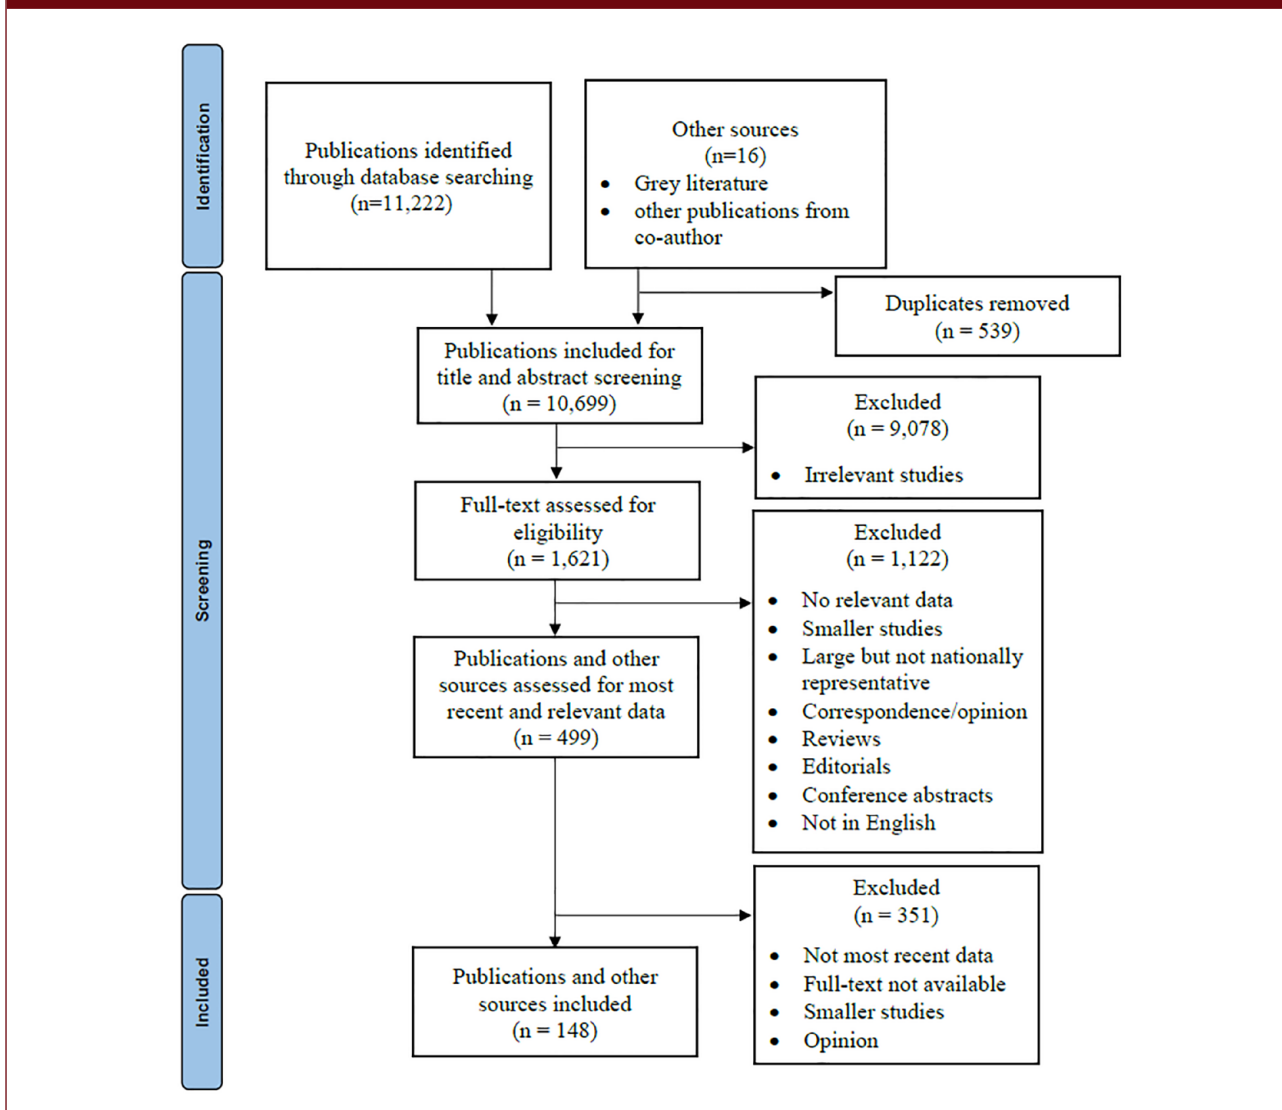 Identification
Publications identified
through database searching
(n=11,222)
Other sources
(n=16)
• Grey literature
• other publications from
co-author
Screening
Duplicates removed
(n = 539)
Publications included for
title and abstract screening
(n = 10,699)
Excluded
(n = 9,078)
• Irrelevant studies
Full-text assessed for
eligibility
(n = 1,621)
Excluded
(n = 1,122)
• No relevant data
• Smaller studies
• Large but not nationally
representative
• Correspondence/opinion
• Reviews
• Editorials
• Conference abstracts
• Not in English
Publications and other
sources assessed for most
recent and relevant data
(n = 499)
Included
Excluded
(n = 351)
• Not most recent data
• Full-text not available
• Smaller studies
• Opinion
Publications and other
sources included
(n = 148)